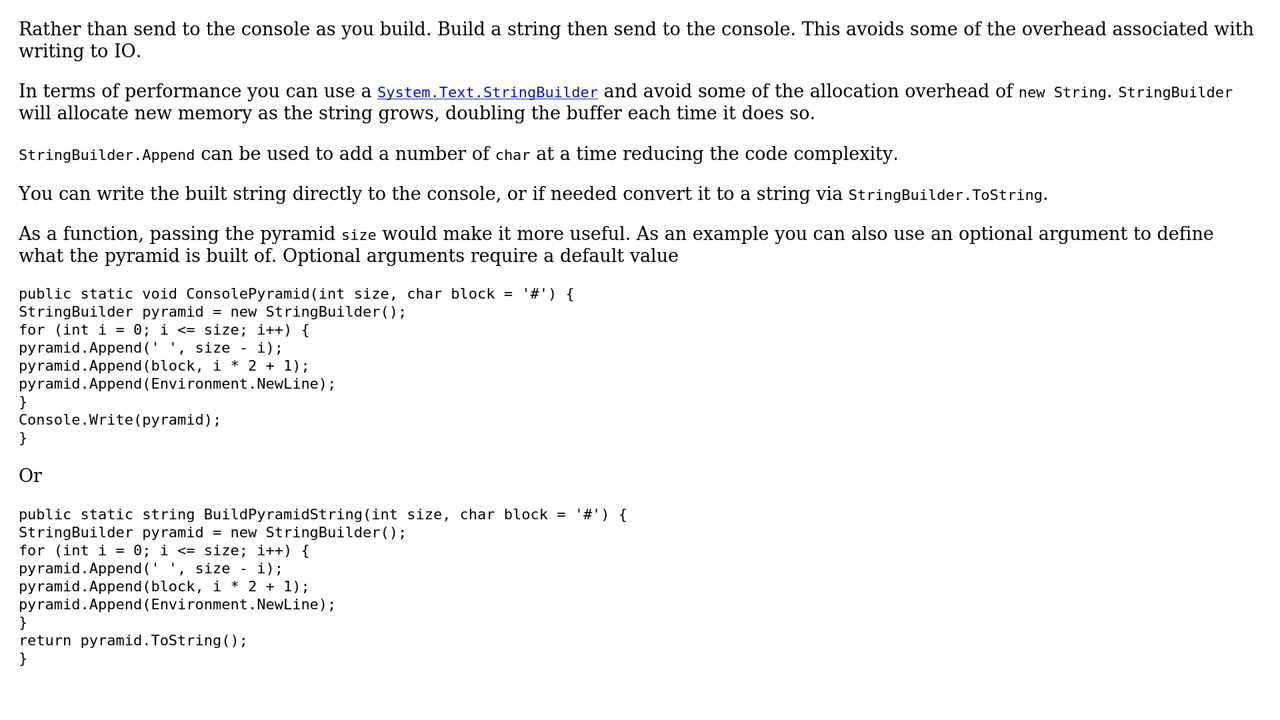 Rather than send to the console as you build. Build a string then send to the console. This avoids some of the overhead associated with
writing to IO.
In terms of performance you can use a System.Text.StringBuilder and avoid some of the allocation overhead of new String. StringBuilder
will allocate new memory as the string grows, doubling the buffer each time it does so.
StringBuilder.Append can be used to add a number of char at a time reducing the code complexity.
You can write the built string directly to the console, or if needed convert it to a string via StringBuilder.ToString.
As a function, passing the pyramid size would make it more useful. As an example you can also use an optional argument to define
what the pyramid is built of. Optional arguments require a default value
public static void ConsolePyramid(int size, char block = '#') {
StringBuilder pyramid = new StringBuilder();
for (int i = 0; i <= size; i++) {
pyramid.Append(' ', size - i);
pyramid.Append(block, i * 2 + 1);
pyramid.Append(Environment.NewLine);
}
Console.Write(pyramid);
}
Or
public static string BuildPyramidString(int size, char block = '#') {
StringBuilder pyramid = new StringBuilder();
for (int i = 0; i <= size; i++) {
pyramid.Append(' ', size - i);
pyramid.Append(block, i * 2 + 1);
pyramid.Append(Environment.NewLine);
}
return pyramid.ToString();
}